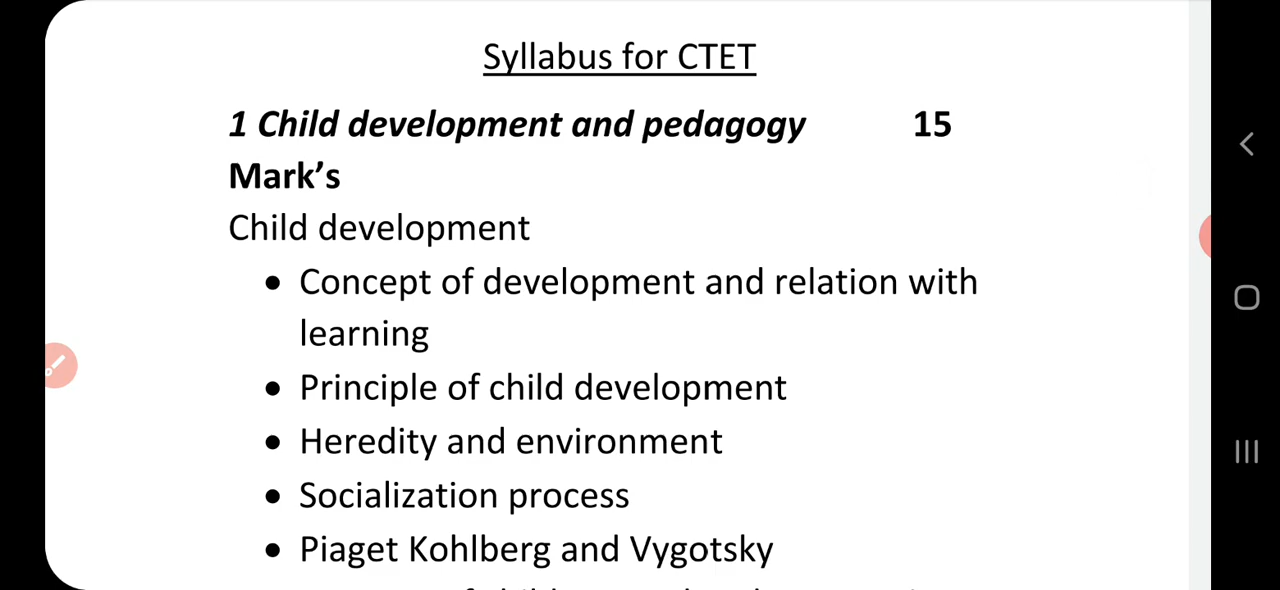 Syllabus for CTET
1 Child development and pedagogy 15
Mark's
Child development
• Concept of development and relation with
learning
• Principle of child development
• Heredity and environment
• Socialization process
• Piaget Kohlberg and Vygotsky